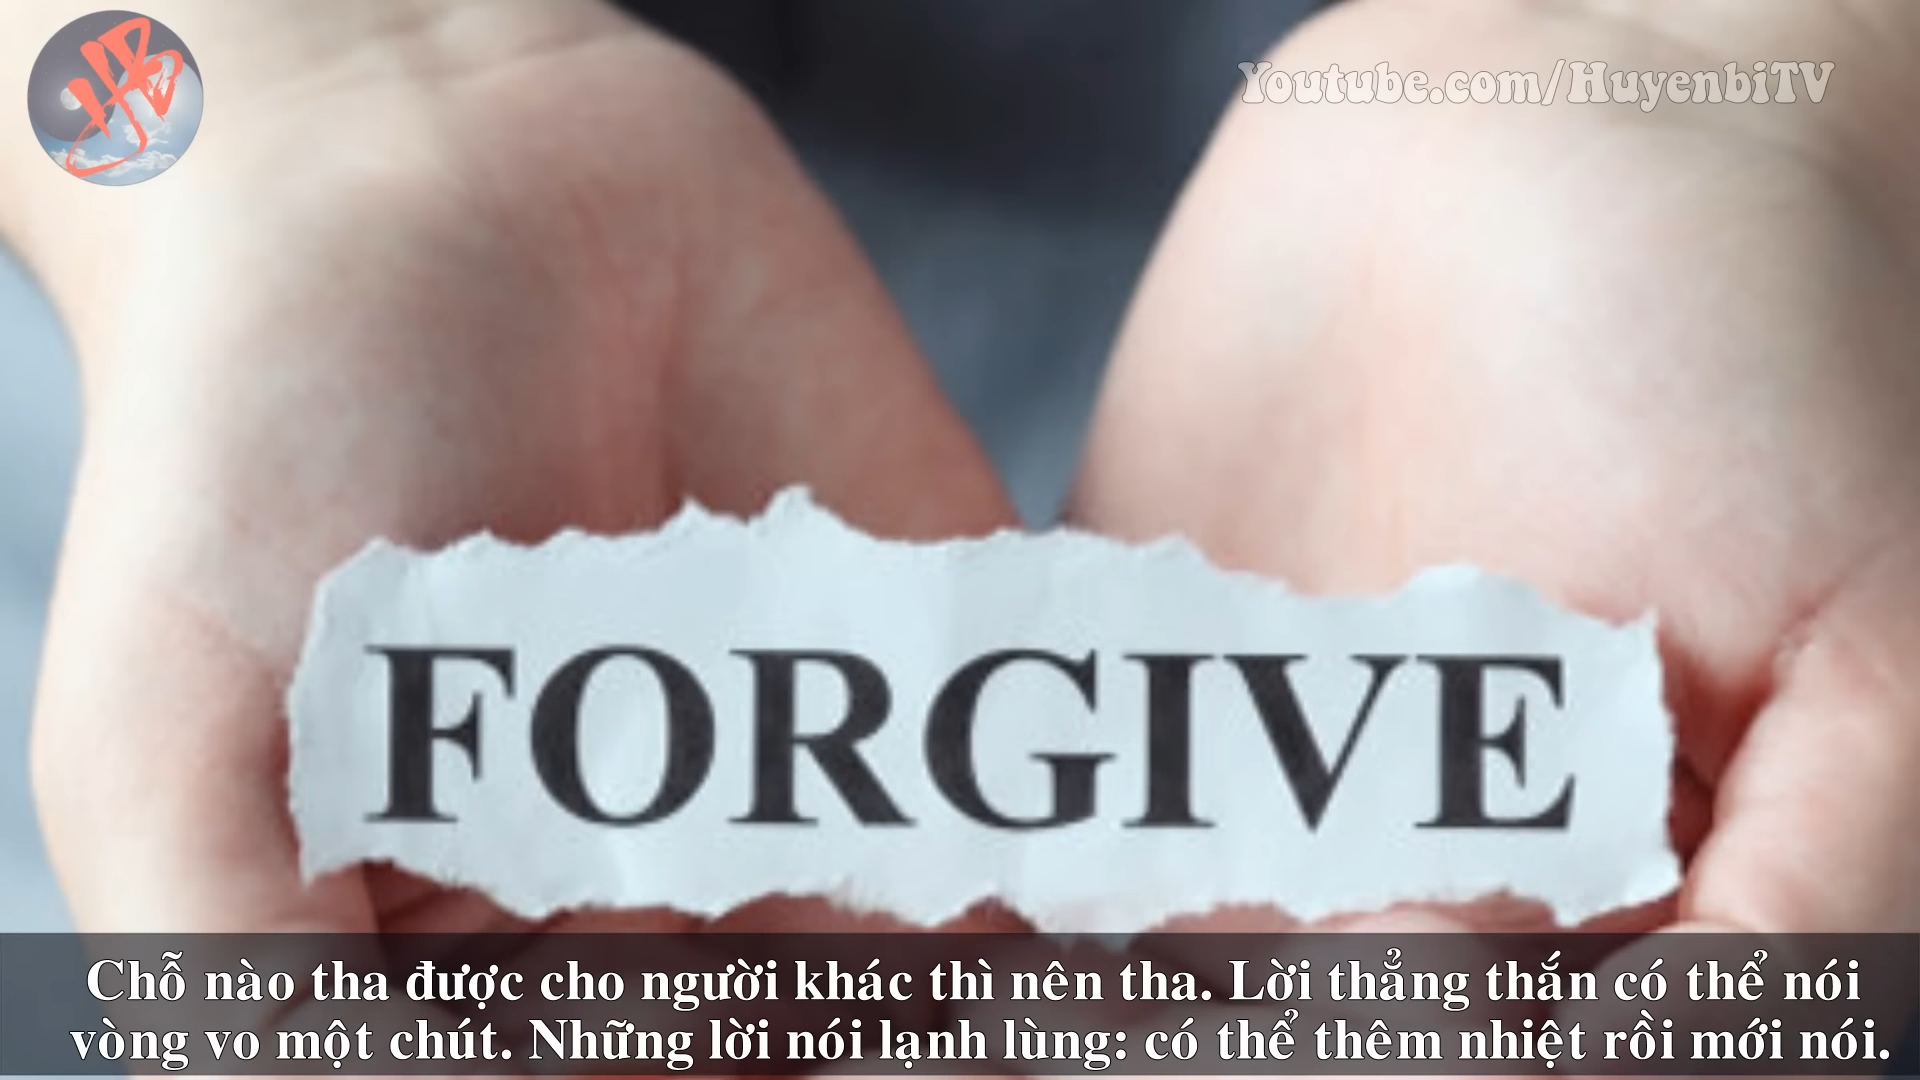 Youtube.com/HuyenbiTV
FORGIVE
Chỗ nào tha được cho người khác thì nên tha. Lời thẳng thắn có thể nói
vòng vo một chút. Những lời nói lạnh lùng: có thể thêm nhiệt rồi mới nói.